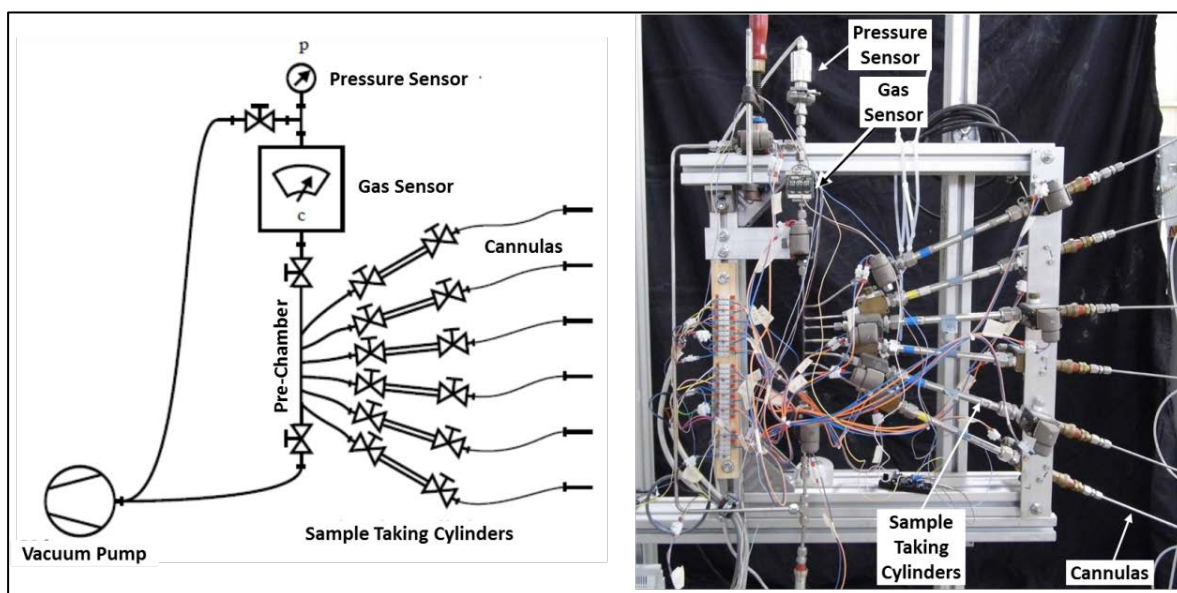 p
Pressure Sensor
Gas Sensor
c
Cannulas
Pre-Chamber
Sample Taking Cylinders
Vacuum Pump
Pressure
Sensor
Gas
Sensor
Sample
Taking
Cylinders
Cannulas